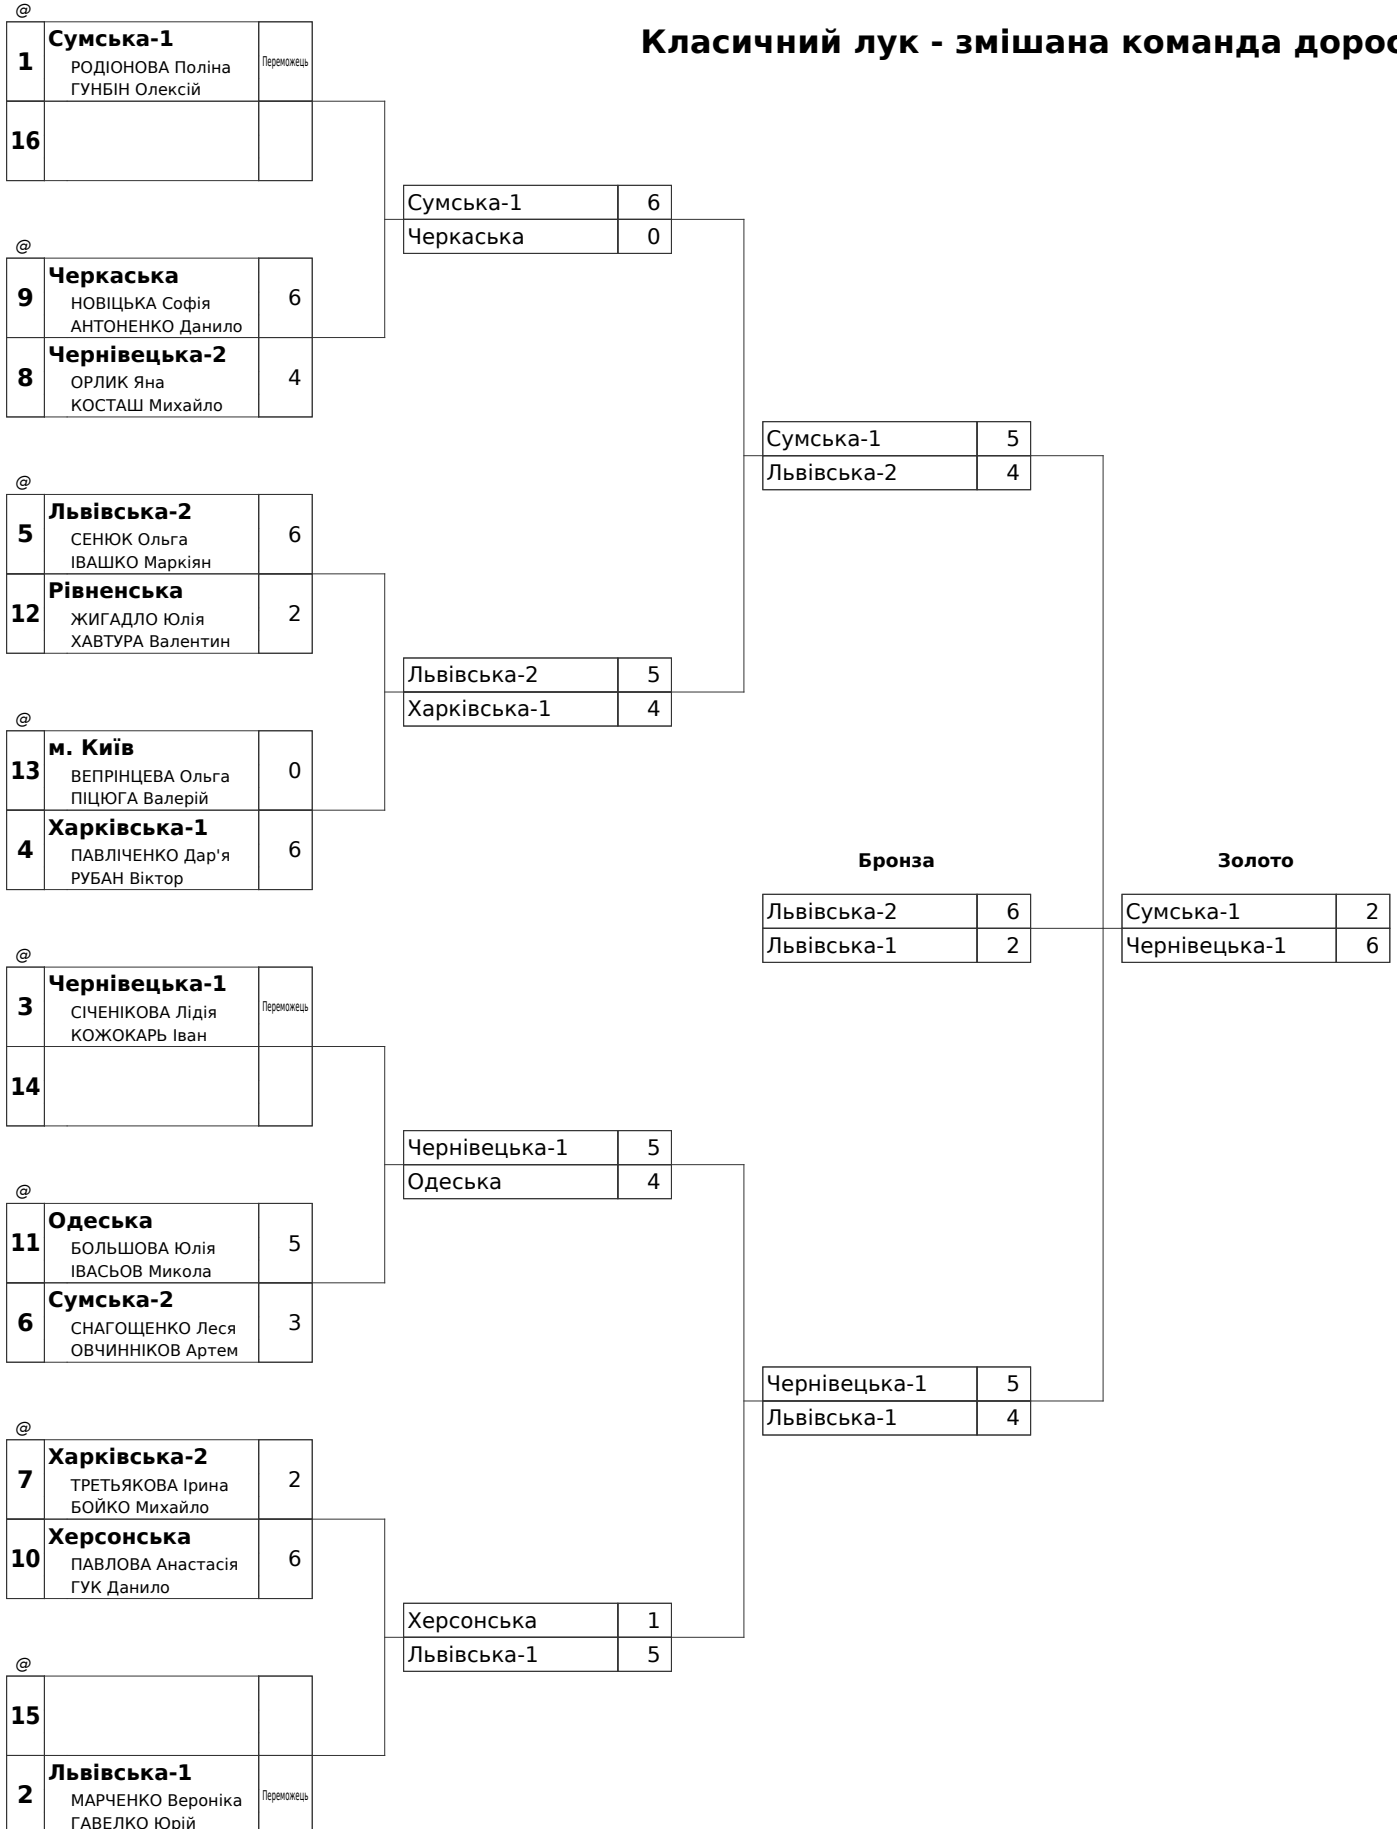 Класичний лук - змішана команда дорос
@
1 Сумська-1 Переможець
РОДІОНОВА Поліна
ГУНБІН Олексій
16
Сумська-1 6
Черкаська 0
@
9 Черкаська 6
НОВІЦЬКА Софія
АНТОНЕНКО Данило
8 Чернівецька-2 4
ОРЛИК Яна
КОСТАШ Михайло
Сумська-1 5
Львівська-2 4
@
5 Львівська-2 6
СЕНЮК Ольга
ІВАШКО Маркіян
12 Рівненська 2
ЖИГАДЛО Юлія
ХАВТУРА Валентин
Львівська-2 5
Харківська-1 4
@
13 м. Київ 0
ВЕПРІНЦЕВА Ольга
ПІЦЮГА Валерій
4 Харківська-1 6
ПАВЛІЧЕНКО Дар'я
РУБАН Віктор
Бронза Золото
Львівська-2 6 Сумська-1 2
Львівська-1 2 Чернівецька-1 6
@
3 Чернівецька-1 Переможець
СІЧЕНІКОВА Лідія
КОЖОКАРЬ Іван
14
Чернівецька-1 5
Одеська 4
@
11 Одеська 5
БОЛЬШОВА Юлія
ІВАСЬОВ Микола
6 Сумська-2 3
СНАГОЩЕНКО Леся
ОВЧИННІКОВ Артем
Чернівецька-1 5
Львівська-1 4
@
7 Харківська-2 2
ТРЕТЬЯКОВА Ірина
БОЙКО Михайло
10 Херсонська 6
ПАВЛОВА Анастасія
ГУК Данило
Херсонська 1
Львівська-1 5
@
15
2 Львівська-1 Переможець
МАРЧЕНКО Вероніка
ГАВЕЛКО Юрій